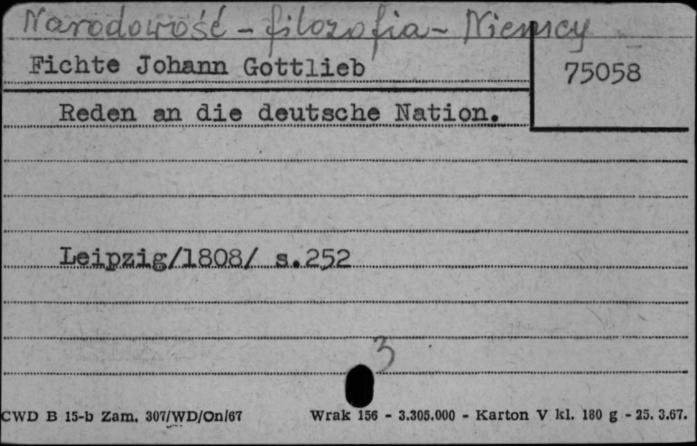 Narodowość - filozofia - Niemcy
Fichte Johann Gottlieb
75058
Reden an die deutsche Nation.
Leipzig/1808/ s.252
3
CWD B 15-b Zam. 307/WD/On/67 Wrak 156 - 3.305.000 - Karton V kl. 180 g - 25. 3.67.